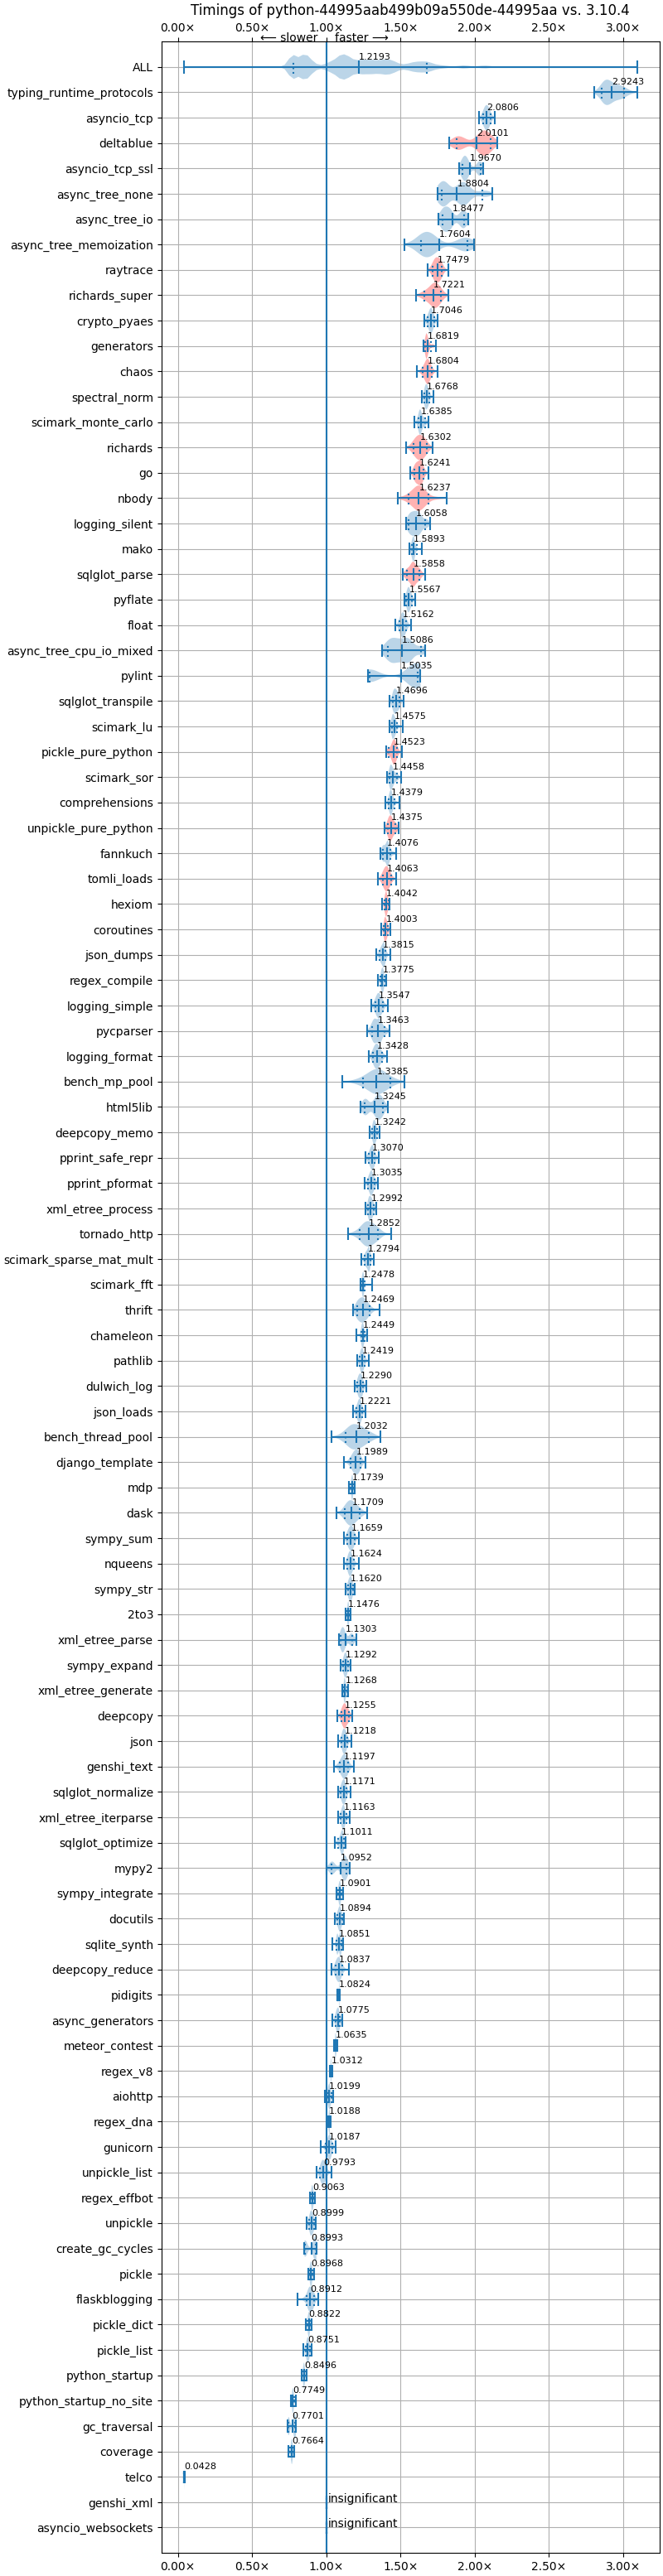 Timings of python-44995aab499b09a550de-44995aa vs. 3.10.4
0.00× 0.50× 1.00× 1.50× 2.00× 2.50× 3.00×
⟵ slower faster ⟶
ALL 1.2193
typing_runtime_protocols 2.9243
asyncio_tcp 2.0806
deltablue 2.0101
asyncio_tcp_ssl 1.9670
async_tree_none 1.8804
async_tree_io 1.8477
async_tree_memoization 1.7604
raytrace 1.7479
richards_super 1.7221
crypto_pyaes 1.7046
generators 1.6819
chaos 1.6804
spectral_norm 1.6768
scimark_monte_carlo 1.6385
richards 1.6302
go 1.6241
nbody 1.6237
logging_silent 1.6058
mako 1.5893
sqlglot_parse 1.5858
pyflate 1.5567
float 1.5162
async_tree_cpu_io_mixed 1.5086
pylint 1.5035
sqlglot_transpile 1.4696
scimark_lu 1.4575
pickle_pure_python 1.4523
scimark_sor 1.4458
comprehensions 1.4379
unpickle_pure_python 1.4375
fannkuch 1.4076
tomli_loads 1.4063
hexiom 1.4042
coroutines 1.4003
json_dumps 1.3815
regex_compile 1.3775
logging_simple 1.3547
pycparser 1.3463
logging_format 1.3428
bench_mp_pool 1.3385
html5lib 1.3245
deepcopy_memo 1.3242
pprint_safe_repr 1.3070
pprint_pformat 1.3035
xml_etree_process 1.2992
tornado_http 1.2852
scimark_sparse_mat_mult 1.2794
scimark_fft 1.2478
thrift 1.2469
chameleon 1.2449
pathlib 1.2419
dulwich_log 1.2290
json_loads 1.2221
bench_thread_pool 1.2032
django_template 1.1989
mdp 1.1739
dask 1.1709
sympy_sum 1.1659
nqueens 1.1624
sympy_str 1.1620
2to3 1.1476
xml_etree_parse 1.1303
sympy_expand 1.1292
xml_etree_generate 1.1268
deepcopy 1.1255
json 1.1218
genshi_text 1.1197
sqlglot_normalize 1.1171
xml_etree_iterparse 1.1163
sqlglot_optimize 1.1011
mypy2 1.0952
sympy_integrate 1.0901
docutils 1.0894
sqlite_synth 1.0851
deepcopy_reduce 1.0837
pidigits 1.0824
async_generators 1.0775
meteor_contest 1.0635
regex_v8 1.0312
aiohttp 1.0199
regex_dna 1.0188
gunicorn 1.0187
unpickle_list 0.9793
regex_effbot 0.9063
unpickle 0.8999
create_gc_cycles 0.8993
pickle 0.8968
flaskblogging 0.8912
pickle_dict 0.8822
pickle_list 0.8751
python_startup 0.8496
python_startup_no_site 0.7749
gc_traversal 0.7701
coverage 0.7664
telco 0.0428
genshi_xml insignificant
asyncio_websockets insignificant
0.00× 0.50× 1.00× 1.50× 2.00× 2.50× 3.00×